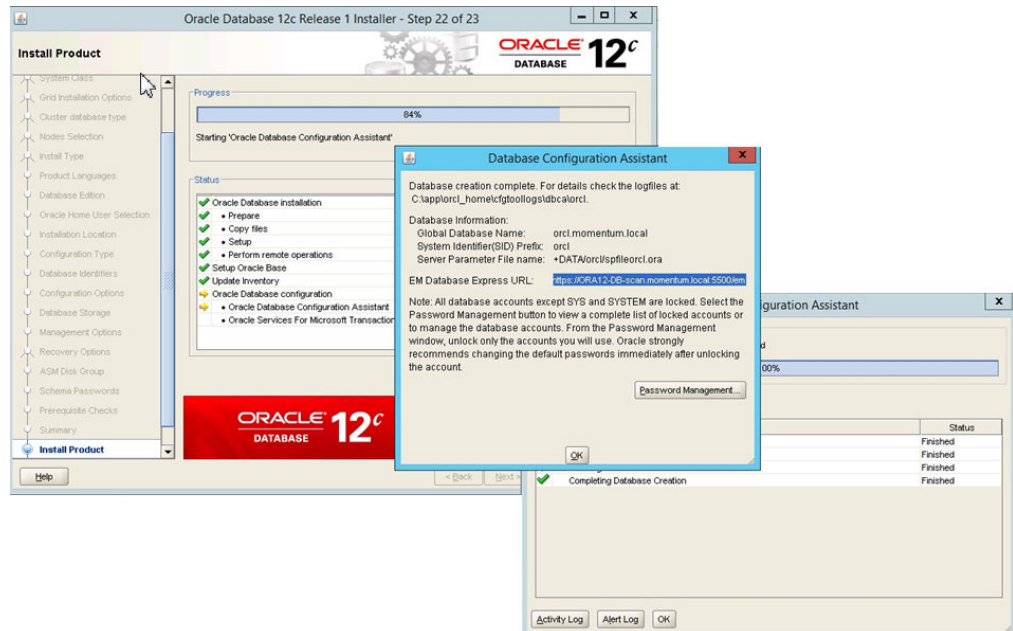 Oracle Database 12c Release 1 Installer - Step 22 of 23
Install Product
ORACLE
DATABASE
12c
System Class
Grid Installation Options
Cluster database type
Nodes Selection
Install Type
Product Languages
Database Edition
Oracle Home User Selection
Installation Location
Configuration Type
Database Identifiers
Configuration Options
Database Storage
Management Options
Recovery Options
ASM Disk Group
Schema Passwords
Prerequisite Checks
Summary
Install Product
Progress
84%
Starting 'Oracle Database Configuration Assistant'
Status
Oracle Database installation
• Prepare
• Copy files
• Setup
• Perform remote operations
Setup Oracle Base
Update Inventory
Oracle Database configuration
• Oracle Database Configuration Assistant
• Oracle Services For Microsoft Transaction
ORACLE
DATABASE
12c
Help
< Back
Next >
Database Configuration Assistant
Database creation complete. For details check the logfiles at:
C:\app\orcl_home\cfgtoollogs\dbca\orcl.
Database Information:
Global Database Name: orcl.momentum.local
System Identifier(SID) Prefix: orcl
Server Parameter File name: +DATA/orcl/spfileorcl.ora
EM Database Express URL: https://ORA12-DB-scan.momentum.local:5500/em
Note: All database accounts except SYS and SYSTEM are locked. Select the
Password Management button to view a complete list of locked accounts or
to manage the database accounts. From the Password Management
window, unlock only the accounts you will use. Oracle strongly
recommends changing the default passwords immediately after unlocking
the account.
Password Management...
OK
iguration Assistant
d
00%
Status
Finished
Finished
Finished
Completing Database Creation Finished
Activity Log
Alert Log
OK